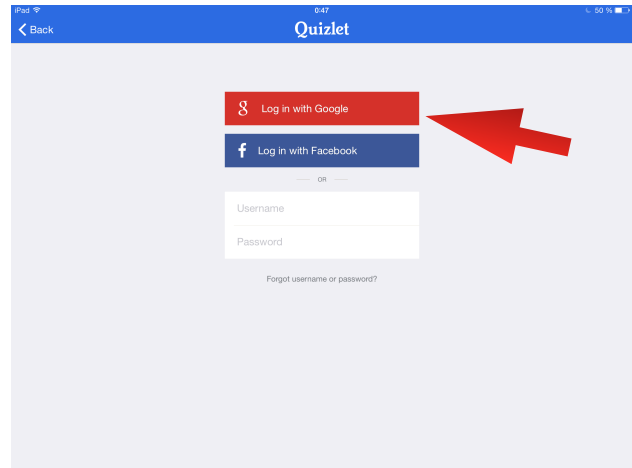 iPad 0:47 50 %
Back Quizlet
Log in with Google
Log in with Facebook
OR
Username
Password
Forgot username or password?